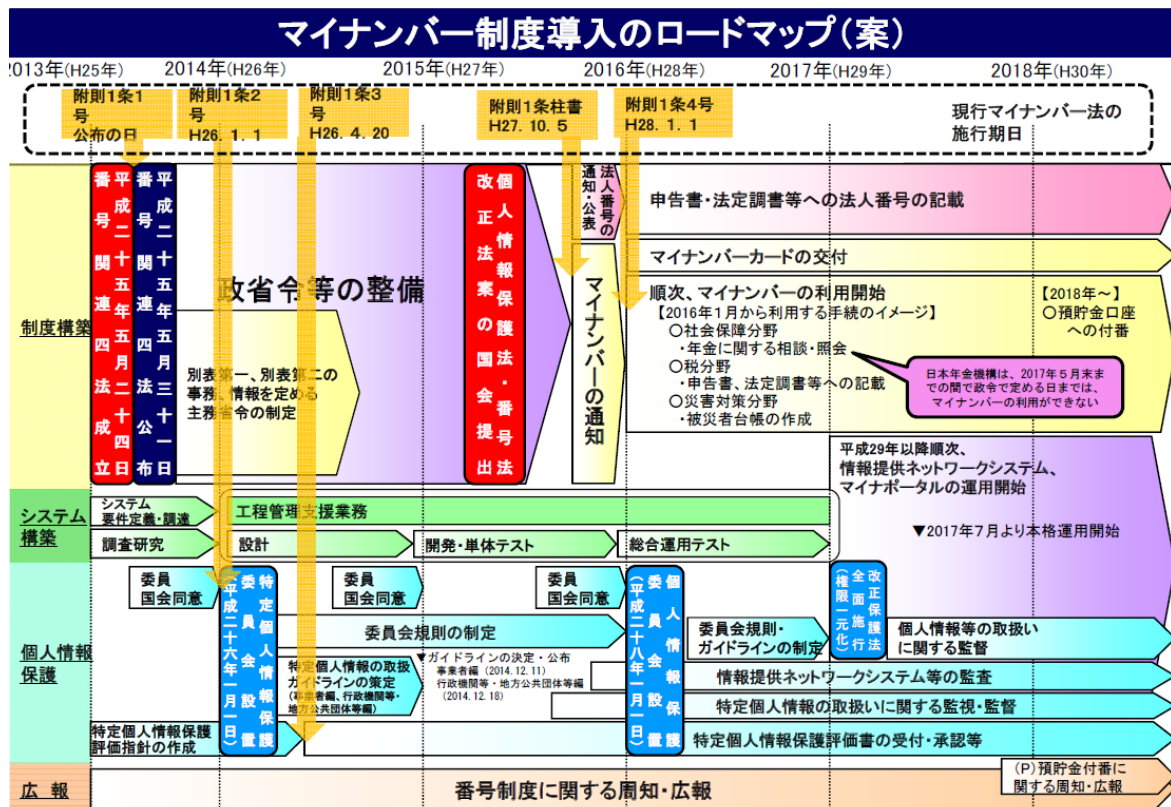 マイナンバー制度導入のロードマップ(案)
2013年(H25年)
2014年(H26年)
2015年(H27年)
2016年(H28年)
2017年(H29年)
2018年(H30年)
附則1条1
号
公布の日
附則1条2
号
H26.1.1
附則1条3
号
H26.4.20
附則1条柱書
H27.10.5
附則1条4号
H28.1.1
現行マイナンバー法の
施行期日
制度構築
平成二十五年五月二十四日
番号関連四法成立
平成二十五年五月三十一日
番号関連四法公布
政省令等の整備
別表第一、別表第二の
事務、情報を定める
主務省令の制定
個人情報保護法・番号法
改正法案の国会提出
法人番号の
通知・公表
マイナンバーの通知
申告書・法定調書等への法人番号の記載
マイナンバーカードの交付
順次、マイナンバーの利用開始
【2016年1月から利用する手続のイメージ】
○社会保障分野
・年金に関する相談・照会
○税分野
・申告書、法定調書等への記載
○災害対策分野
・被災者台帳の作成
【2018年~】
○預貯金口座
への付番
日本年金機構は、2017年5月末ま
での間で政令で定める日までは、
マイナンバーの利用ができない
平成29年以降順次、
情報提供ネットワークシステム、
マイナポータルの運用開始
▼2017年7月より本格運用開始
システム
構築
システム
要件定義・調達
工程管理支援業務
調査研究
設計
開発・単体テスト
総合運用テスト
個人情報
保護
委員
国会同意
特定個人情報保護
委員会設置
(平成二十六年一月一日)
委員
国会同意
委員
国会同意
個人情報保護
委員会設置
(平成二十八年一月一日)
改正保護法
全面施行
(権限一元化)
委員会規則の制定
委員会規則・
ガイドラインの制定
個人情報等の取扱い
に関する監督
特定個人情報の取扱
ガイドラインの策定
(事業者編、行政機関等・
地方公共団体等編)
▼ガイドラインの決定・公布
事業者編(2014.12.11)
行政機関等・地方公共団体等編
(2014.12.18)
情報提供ネットワークシステム等の監査
特定個人情報の取扱いに関する監視・監督
特定個人情報保護
評価指針の作成
特定個人情報保護評価書の受付・承認等
広報
番号制度に関する周知・広報
(P)預貯金付番に
関する周知・広報